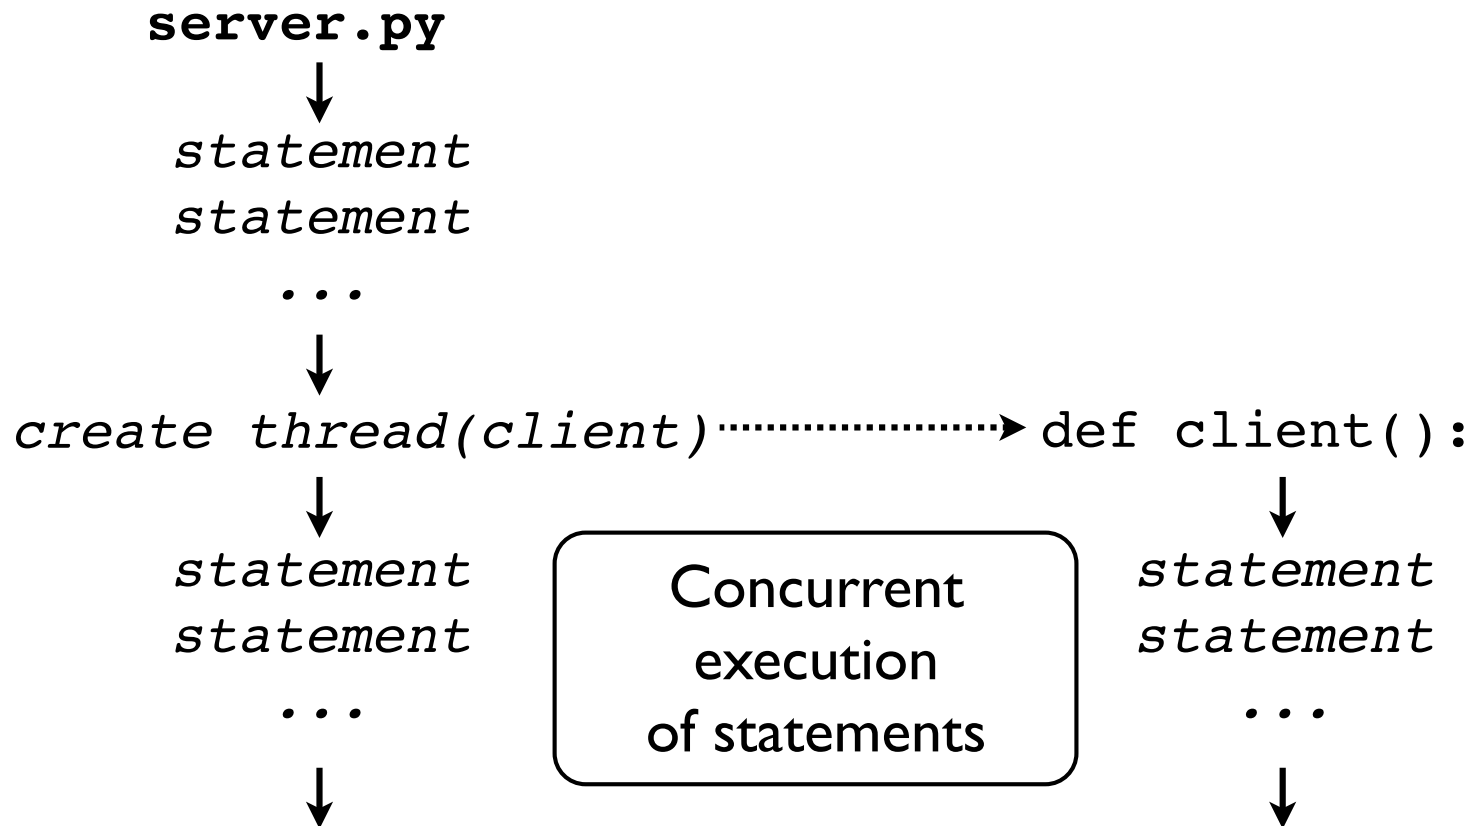 server.py
statement
statement
...
create thread(client)
def client():
statement
statement
...
Concurrent
execution
of statements
statement
statement
...